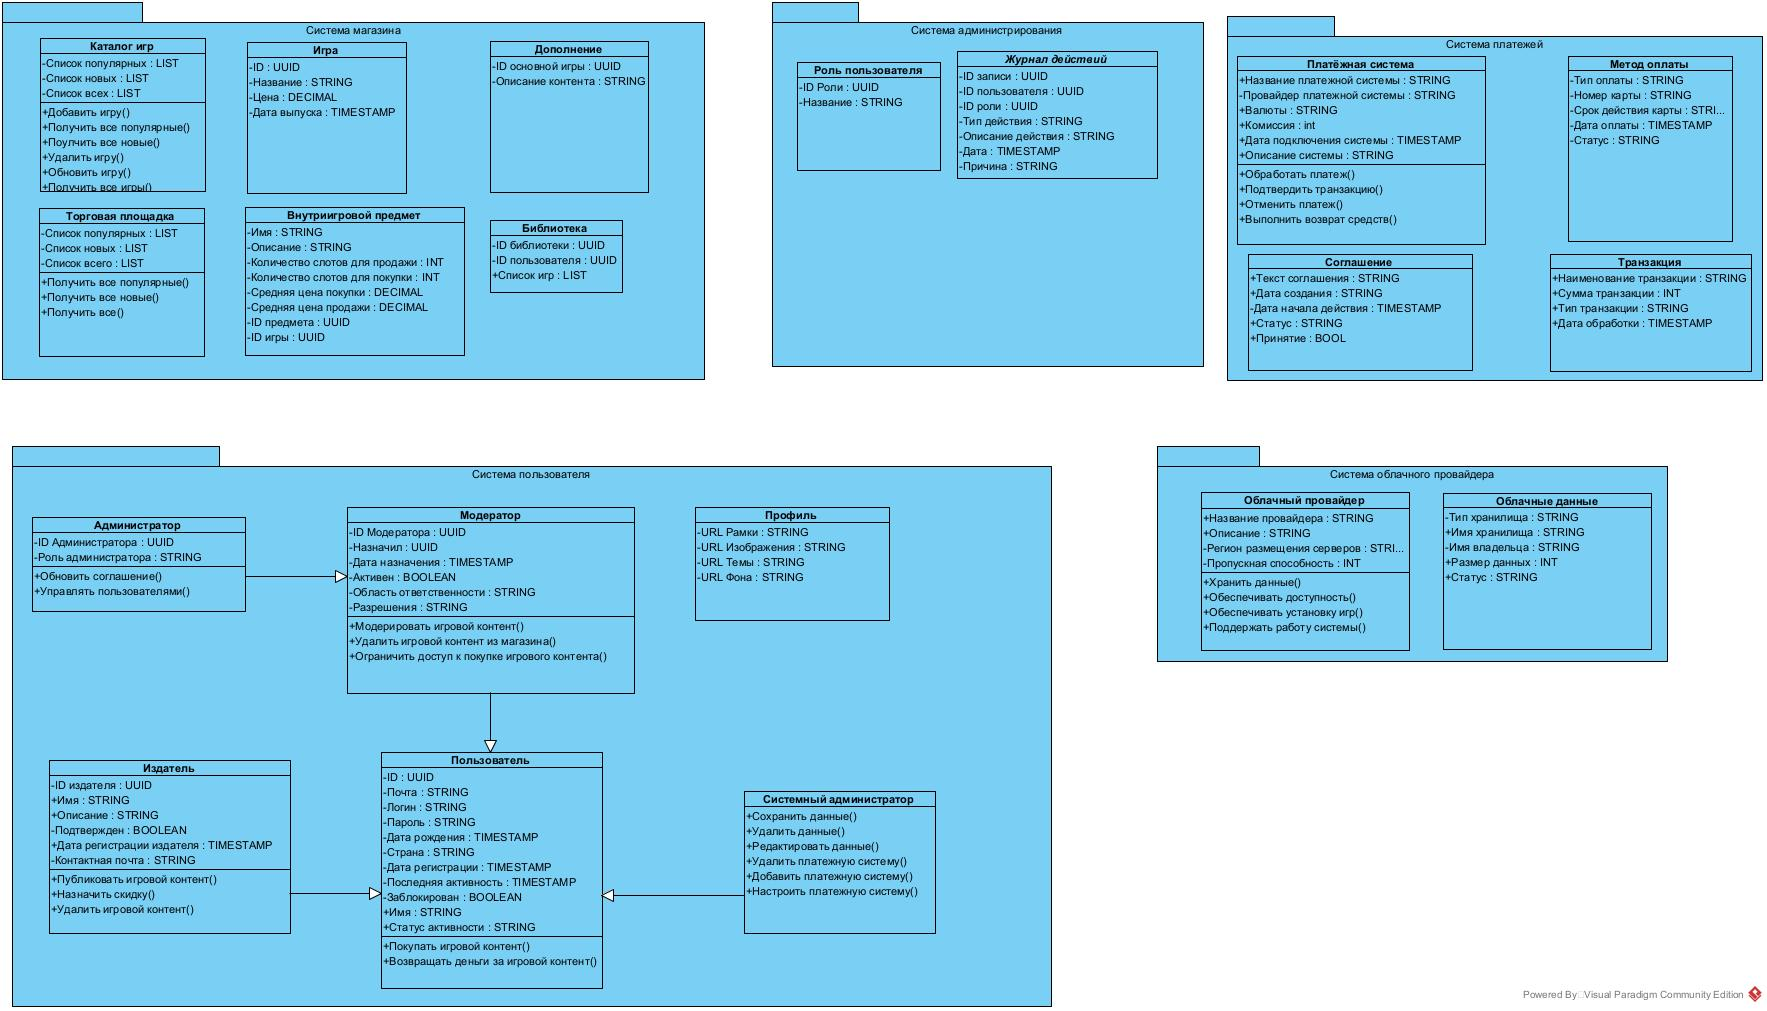 Система магазина
Каталог игр
-Список популярных : LIST
-Список новых : LIST
-Список всех : LIST
+Добавить игру()
+Получить все популярные()
+Поулчить все новые()
+Удалить игру()
+Обновить игру()
+Получить все игры()
Игра
-ID : UUID
-Название : STRING
-Цена : DECIMAL
-Дата выпуска : TIMESTAMP
Дополнение
-ID основной игры : UUID
-Описание контента : STRING
Торговая площадка
-Список популярных : LIST
-Список новых : LIST
-Список всего : LIST
+Получить все популярные()
+Получить все новые()
+Получить все()
Внутриигровой предмет
-Имя : STRING
-Описание : STRING
-Количество слотов для продажи : INT
-Количество слотов для покупки : INT
-Средняя цена покупки : DECIMAL
-Средняя цена продажи : DECIMAL
-ID предмета : UUID
-ID игры : UUID
Библиотека
-ID библиотеки : UUID
-ID пользователя : UUID
+Список игр : LIST
Система администрирования
Роль пользователя
-ID Роли : UUID
-Название : STRING
Журнал действий
-ID записи : UUID
-ID пользователя : UUID
-ID роли : UUID
-Тип действия : STRING
-Описание действия : STRING
-Дата : TIMESTAMP
-Причина : STRING
Система платежей
Платёжная система
+Название платежной системы : STRING
-Провайдер платежной системы : STRING
+Валюты : STRING
+Комиссия : int
+Дата подключения системы : TIMESTAMP
+Описание системы : STRING
+Обработать платеж()
+Подтвердить транзакцию()
+Отменить платеж()
+Выполнить возврат средств()
Метод оплаты
-Тип оплаты : STRING
-Номер карты : STRING
-Срок действия карты : STRI...
-Дата оплаты : TIMESTAMP
-Статус : STRING
Соглашение
+Текст соглашения : STRING
+Дата создания : STRING
-Дата начала действия : TIMESTAMP
+Статус : STRING
+Принятие : BOOL
Транзакция
+Наименование транзакции : STRING
+Сумма транзакции : INT
+Тип транзакции : STRING
+Дата обработки : TIMESTAMP
Система пользователя
Администратор
-ID Администратора : UUID
-Роль администратора : STRING
+Обновить соглашение()
+Управлять пользователями()
Модератор
-ID Модератора : UUID
-Назначил : UUID
-Дата назначения : TIMESTAMP
-Активен : BOOLEAN
-Область ответственности : STRING
-Разрешения : STRING
+Модерировать игровой контент()
+Удалить игровой контент из магазина()
+Ограничить доступ к покупке игрового контента()
Профиль
-URL Рамки : STRING
-URL Изображения : STRING
-URL Темы : STRING
-URL Фона : STRING
Издатель
-ID издателя : UUID
+Имя : STRING
+Описание : STRING
-Подтвержден : BOOLEAN
+Дата регистрации издателя : TIMESTAMP
-Контактная почта : STRING
+Публиковать игровой контент()
+Назначить скидку()
+Удалить игровой контент()
Пользователь
-ID : UUID
-Почта : STRING
-Логин : STRING
-Пароль : STRING
-Дата рождения : TIMESTAMP
-Страна : STRING
-Дата регистрации : TIMESTAMP
-Последняя активность : TIMESTAMP
-Заблокирован : BOOLEAN
+Имя : STRING
+Статус активности : STRING
+Покупать игровой контент()
+Возвращать деньги за игровой контент()
Системный администратор
+Сохранить данные()
+Удалить данные()
+Редактировать данные()
+Удалить платежную систему()
+Добавить платежную систему()
+Настроить платежную систему()
Система облачного провайдера
Облачный провайдер
+Название провайдера : STRING
+Описание : STRING
-Регион размещения серверов : STRI...
-Пропускная способность : INT
+Хранить данные()
+Обеспечивать доступность()
+Обеспечивать установку игр()
+Поддержать работу системы()
Облачные данные
-Тип хранилища : STRING
+Имя хранилища : STRING
-Имя владельца : STRING
+Размер данных : INT
+Статус : STRING
Powered By Visual Paradigm Community Edition